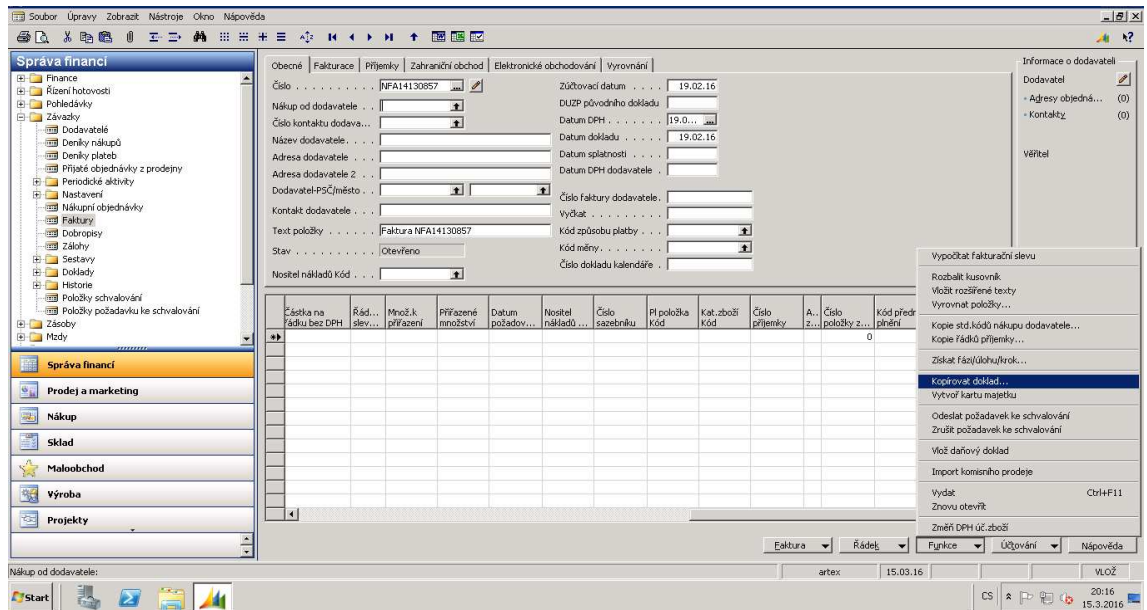 Soubor Úpravy Zobrazit Nástroje Okno Nápověda
Správa financí
Finance
Řízení hotovosti
Pohledávky
Závazky
Dodavatelé
Deníky nákupů
Deníky plateb
Přijaté objednávky z prodejny
Periodické aktivity
Nastavení
Nákupní objednávky
Faktury
Dobropisy
Zálohy
Sestavy
Doklady
Historie
Položky schvalování
Položky požadavku ke schvalování
Zásoby
Mzdy
Správa financí
Prodej a marketing
Nákup
Sklad
Maloobchod
Výroba
Projekty
Obecné Fakturace Příjemky Zahraniční obchod Elektronické obchodování Vyrovnání
Číslo . . . . . . . . . . . NFA14130857
Nákup od dodavatele . .
Číslo kontaktu dodava...
Název dodavatele. . . .
Adresa dodavatele . . .
Adresa dodavatele 2 . .
Dodavatel-PSČ/město . .
Kontakt dodavatele . . .
Text položky . . . . . . Faktura NFA14130857
Stav . . . . . . . . . . Otevřeno
Nositel nákladů Kód . . .
Zúčtovací datum . . . . 19.02.16
DUZP původního dokladu
Datum DPH . . . . . . . 19.0... ...
Datum dokladu . . . . . 19.02.16
Datum splatnosti . . . .
Datum DPH dodavatele .
Číslo faktury dodavatele.
Vyčkat . . . . . . . . .
Kód způsobu platby . . .
Kód měny. . . . . . . .
Číslo dokladu kalendáře .
Informace o dodavateli
Dodavatel
Adresy objedná... (0)
Kontakty (0)
Věřitel
Částka na řádku bez DPH Řád... slev... Množ.k přiřazení Přiřazené množství Datum požadov... Nositel nákladů ... Číslo sazebníku Pl položka Kód Kat.zboží Kód Číslo příjemky A.. z... Číslo položky z... Kód předm plnění
0
Vypočítat fakturační slevu
Rozbalit kusovník
Vložit rozšířené texty
Vyrovnat položky...
Kopie std.kódů nákupu dodavatele...
Kopie řádků příjemky...
Získat fázi/úlohu/krok...
Kopírovat doklad...
Vytvoř kartu majetku
Odeslat požadavek ke schvalování
Zrušit požadavek ke schvalování
Vlož daňový doklad
Import komisního prodeje
Vydat Ctrl+F11
Znovu otevřít
Změň DPH úč.zboží
Faktura Řádek Funkce Účtování Nápověda
Nákup od dodavatele: artex 15.03.16 VLOŽ
Start CS 20:16
15.3.2016